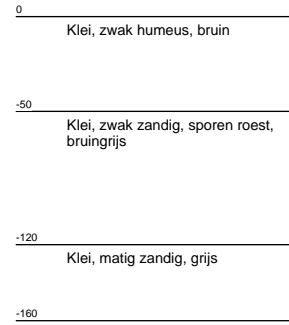 0
Klei, zwak humeus, bruin
-50
Klei, zwak zandig, sporen roest,
bruingrijs
-120
Klei, matig zandig, grijs
-160